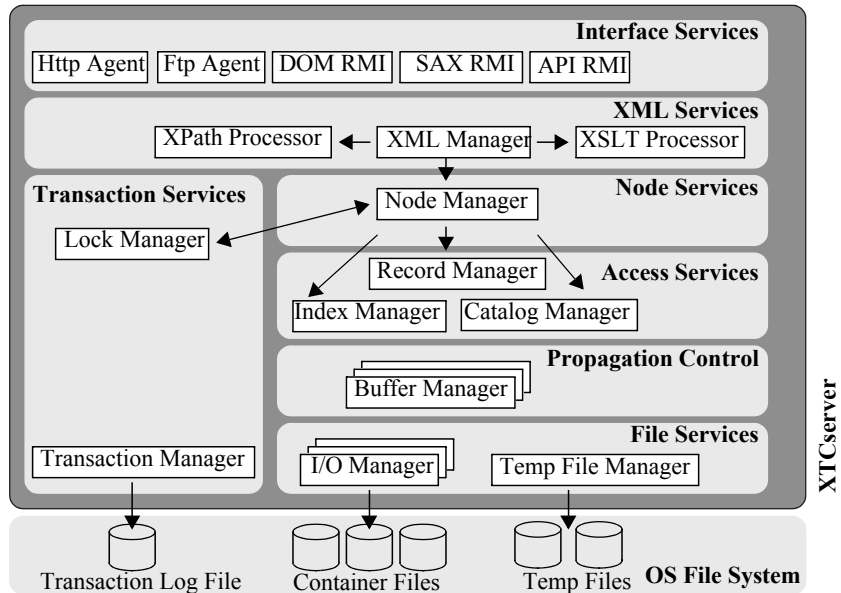 Interface Services
Http Agent
Ftp Agent
DOM RMI
SAX RMI
API RMI
XML Services
XPath Processor
XML Manager
XSLT Processor
Transaction Services
Node Services
Node Manager
Lock Manager
Record Manager
Access Services
Index Manager
Catalog Manager
Propagation Control
Buffer Manager
File Services
Transaction Manager
I/O Manager
Temp File Manager
XTCserver
Transaction Log File
Container Files
Temp Files
OS File System